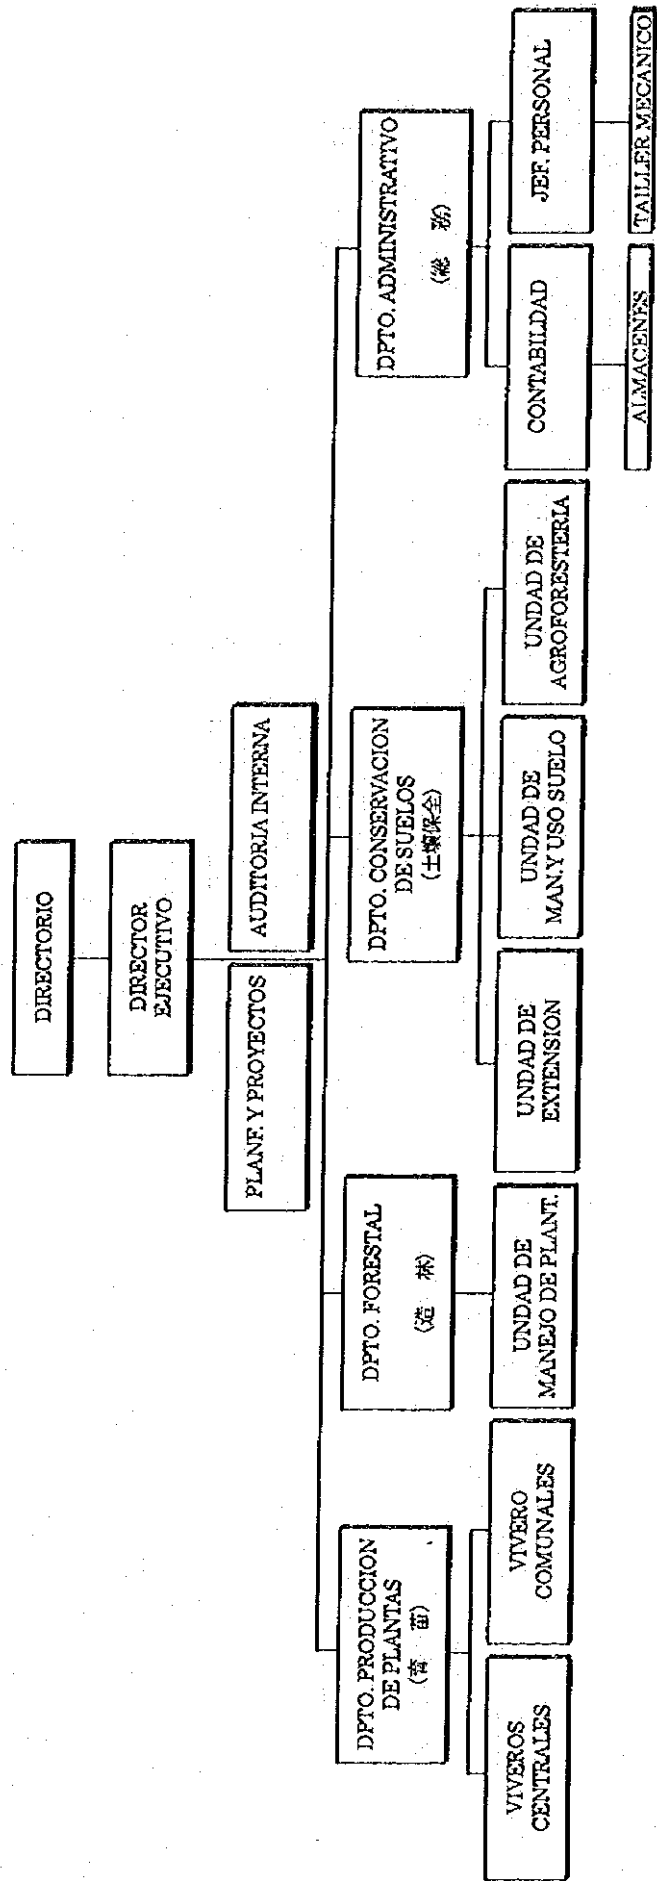 DIRECTORIO
DIRECTOR
EJECUTIVO
PLANF. Y PROYECTOS
AUDITORIA INTERNA
DPTO. PRODUCCION
DE PLANTAS
(育 苗)
DPTO. FORESTAL
(造 林)
DPTO. CONSERVACION
DE SUELOS
(土壌保全)
DPTO. ADMINISTRATIVO
(総 務)
VIVEROS
CENTRALES
VIVERO
COMUNALES
UNDAD DE
MANEJO DE PLANT.
UNDAD DE
EXTENSION
UNDAD DE
MAN.Y USO SUELO
UNDAD DE
AGROFORESTERIA
CONTABILDAD
JEF. PERSONAL
ALMACENES
TAILLER MECANICO